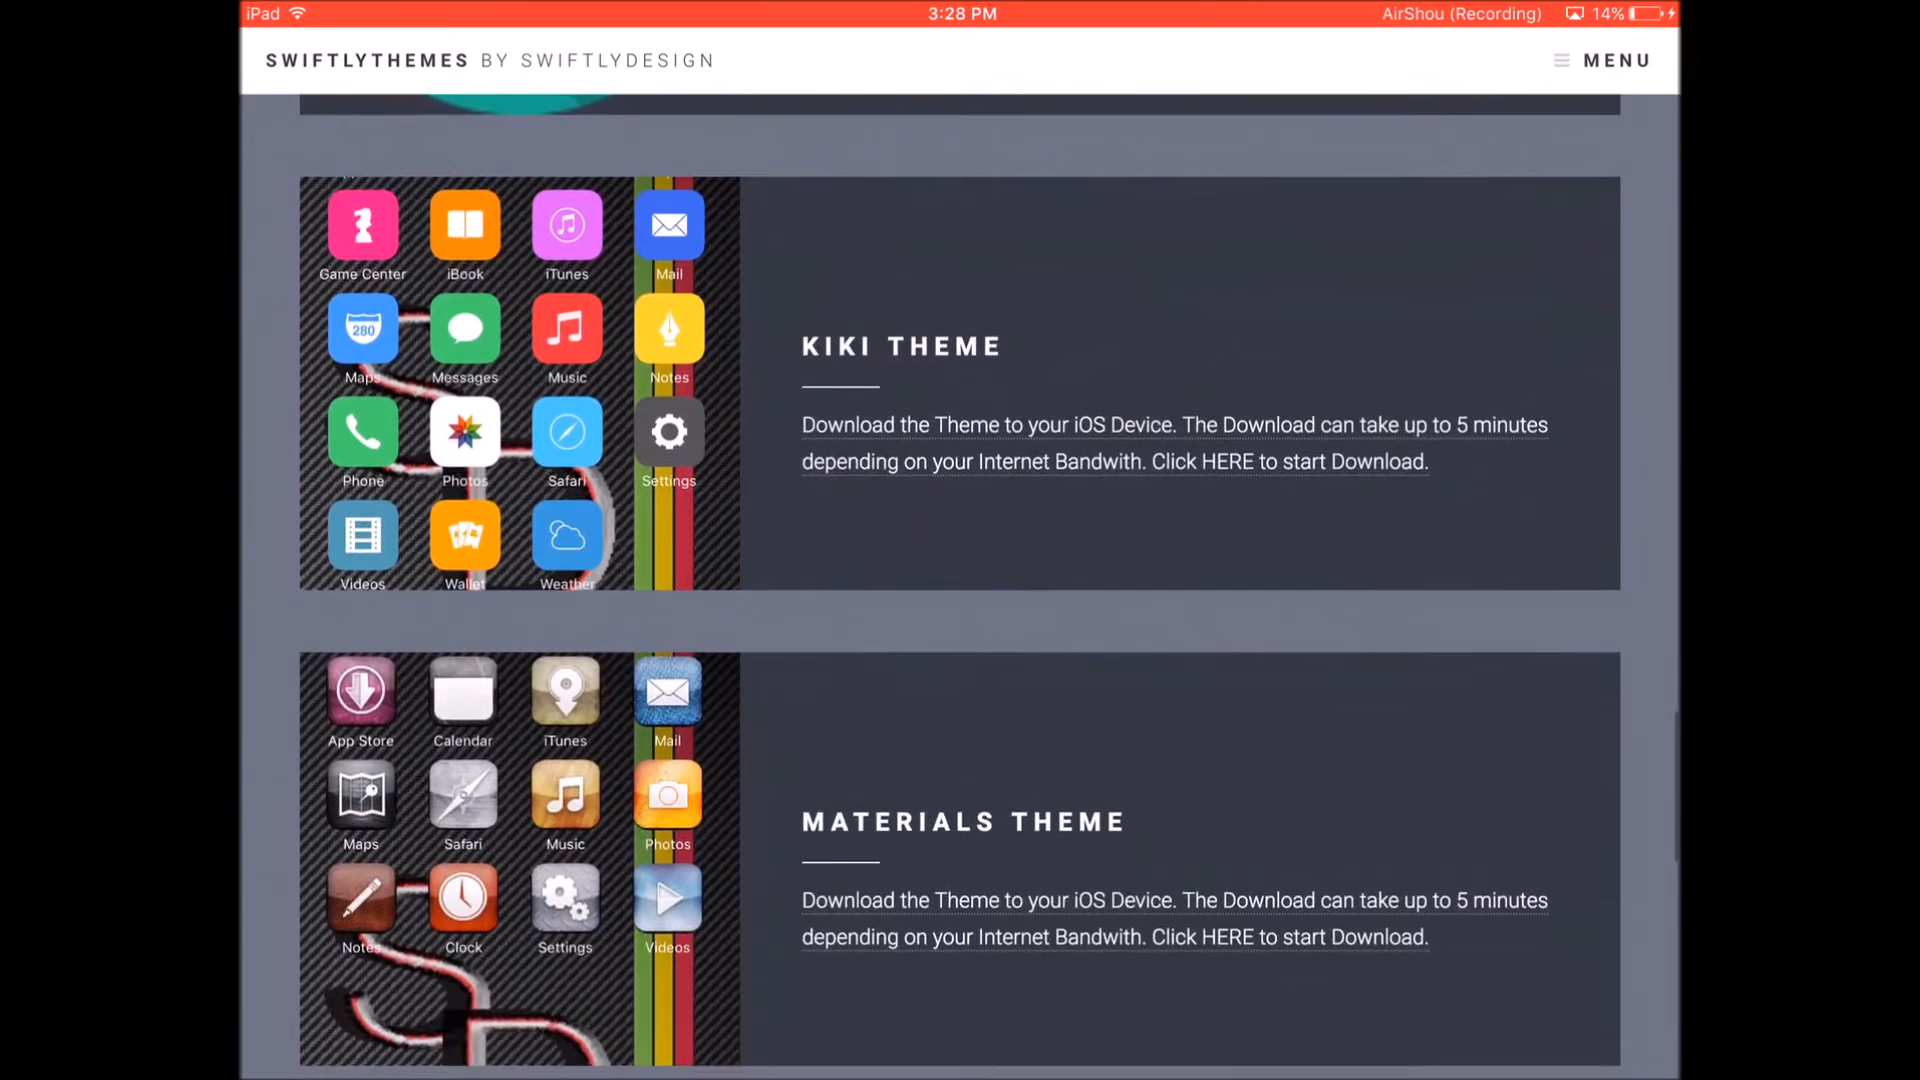 iPad 3:28 PM AirShou (Recording) 14%
SWIFTLYTHEMES BY SWIFTLYDESIGN MENU
Game Center iBook iTunes Mail
280
Maps Messages Music Notes
Phone Photos Safari Settings
Videos Wallet Weather
KIKI THEME
Download the Theme to your iOS Device. The Download can take up to 5 minutes
depending on your Internet Bandwith. Click HERE to start Download.
App Store Calendar iTunes Mail
Maps Safari Music Photos
Notes Clock Settings Videos
MATERIALS THEME
Download the Theme to your iOS Device. The Download can take up to 5 minutes
depending on your Internet Bandwith. Click HERE to start Download.